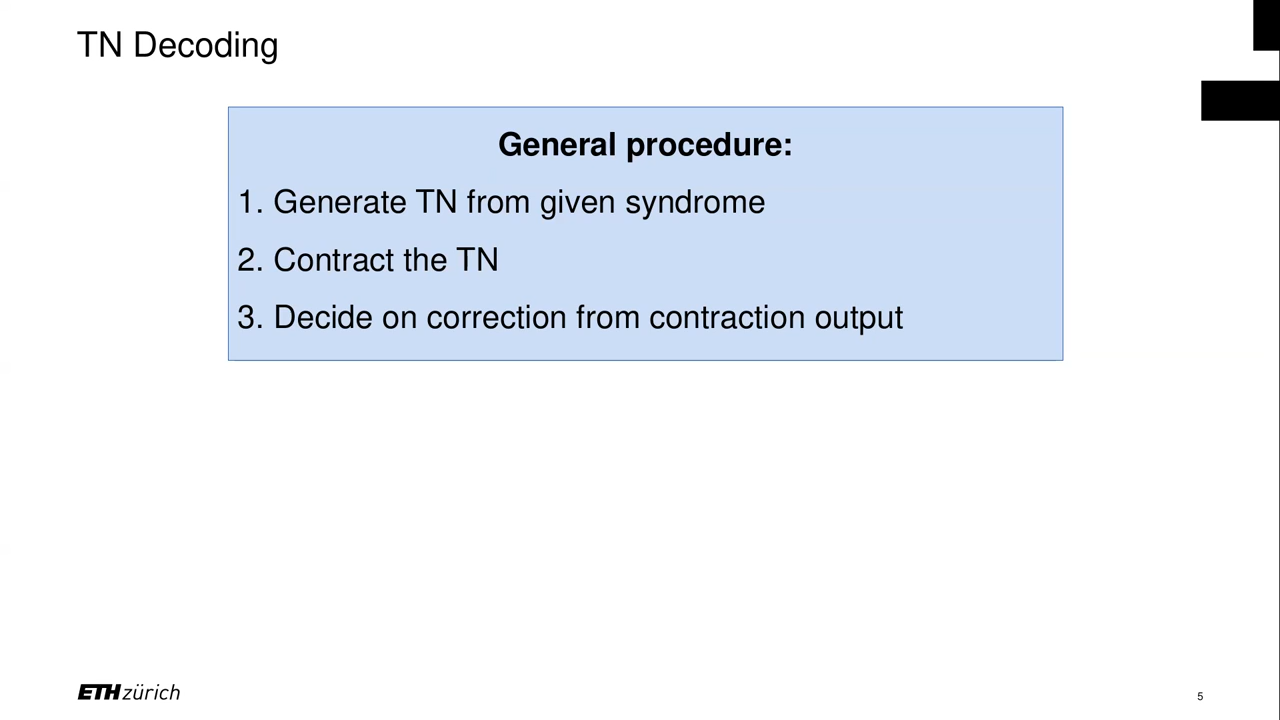 TN Decoding
General procedure:
1. Generate TN from given syndrome
2. Contract the TN
3. Decide on correction from contraction output
ETH zürich
5